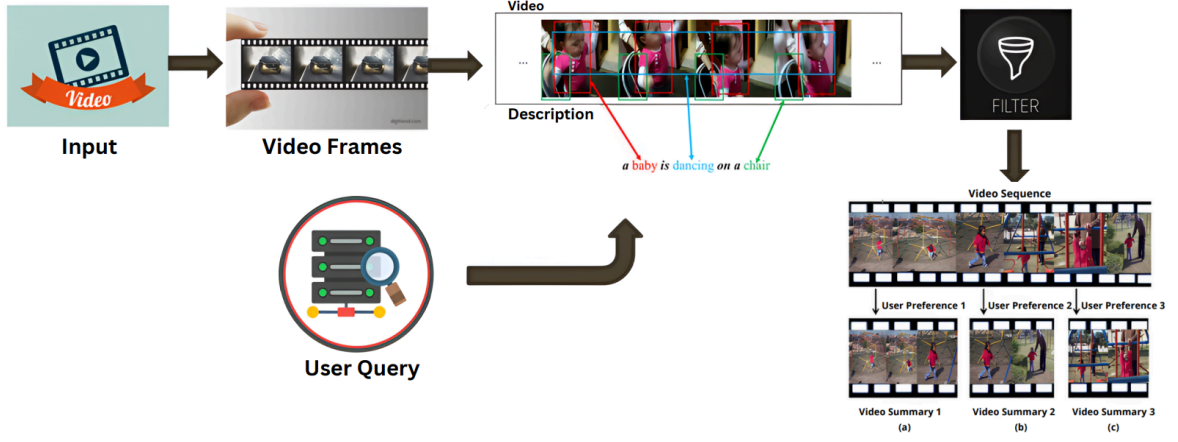 Video
Input
Video Frames
Video
...
...
Description
a baby is dancing on a chair
FILTER
User Query
Video Sequence
User Preference 1
User Preference 2
User Preference 3
Video Summary 1
(a)
Video Summary 2
(b)
Video Summary 3
(c)